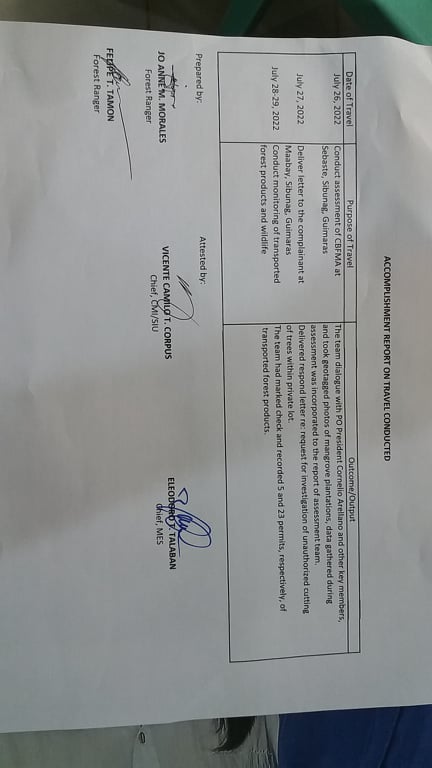 ACCOMPLISHMENT REPORT ON TRAVEL CONDUCTED
Date of Travel Purpose of Travel Outcome/Output
July 26, 2022 Conduct assessment of CBFMA at The team dialogue with PO President Cornelio Arellano and other key members,
Sebaste, Sibunag, Guimaras and took geotagged photos of mangrove plantations, data gathered during
assessment was incorporated to the report of assessment team.
July 27, 2022 Deliver letter to the complainant at Delivered respond letter re: request for investigation of unauthorized cutting
Maabay, Sibunag, Guimaras of trees within private lot.
July 28-29, 2022 Conduct monitoring of transported The team had marked check and recorded 5 and 23 permits, respectively, of
forest products and wildlife transported forest products.
Prepared by: Attested by:
JO ANNE M. MORALES VICENTE CAMILO T. CORPUS ELEODORO T. TALABAN
Forest Ranger Chief, CMI/SIU Chief, MES
FELIPE T. TAMON
Forest Ranger